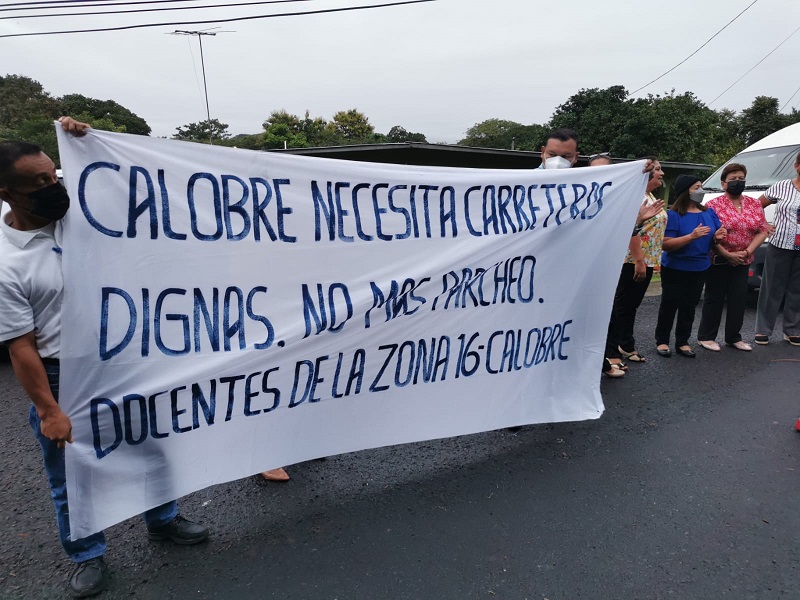 CALOBRE NECESITA CARRETERAS
DIGNAS. NO MAS PARCHEO.
DOCENTES DE LA ZONA 16-CALOBRE